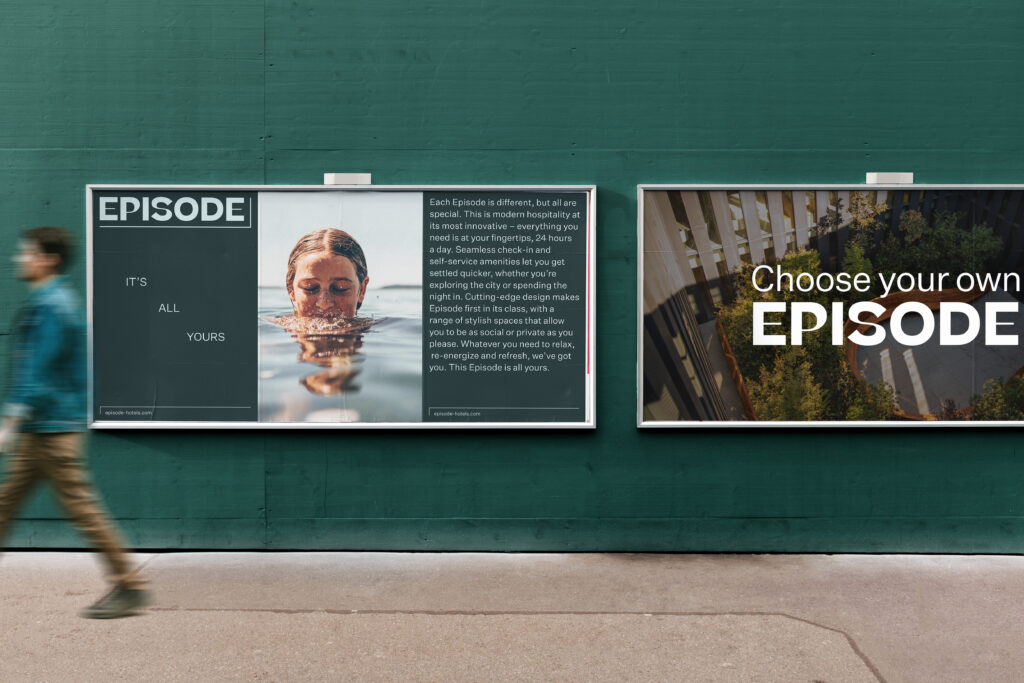 EPISODE
IT'S
ALL
YOURS
episode-hotels.com
Each Episode is different, but all are
special. This is modern hospitality at
its most innovative – everything you
need is at your fingertips, 24 hours
a day. Seamless check-in and
self-service amenities let you get
settled quicker, whether you're
exploring the city or spending the
night in. Cutting-edge design makes
Episode first in its class, with a
range of stylish spaces that allow
you to be as social or private as you
please. Whatever you need to relax,
re-energize and refresh, we've got
you. This Episode is all yours.
episode-hotels.com
Choose your own
EPISODE